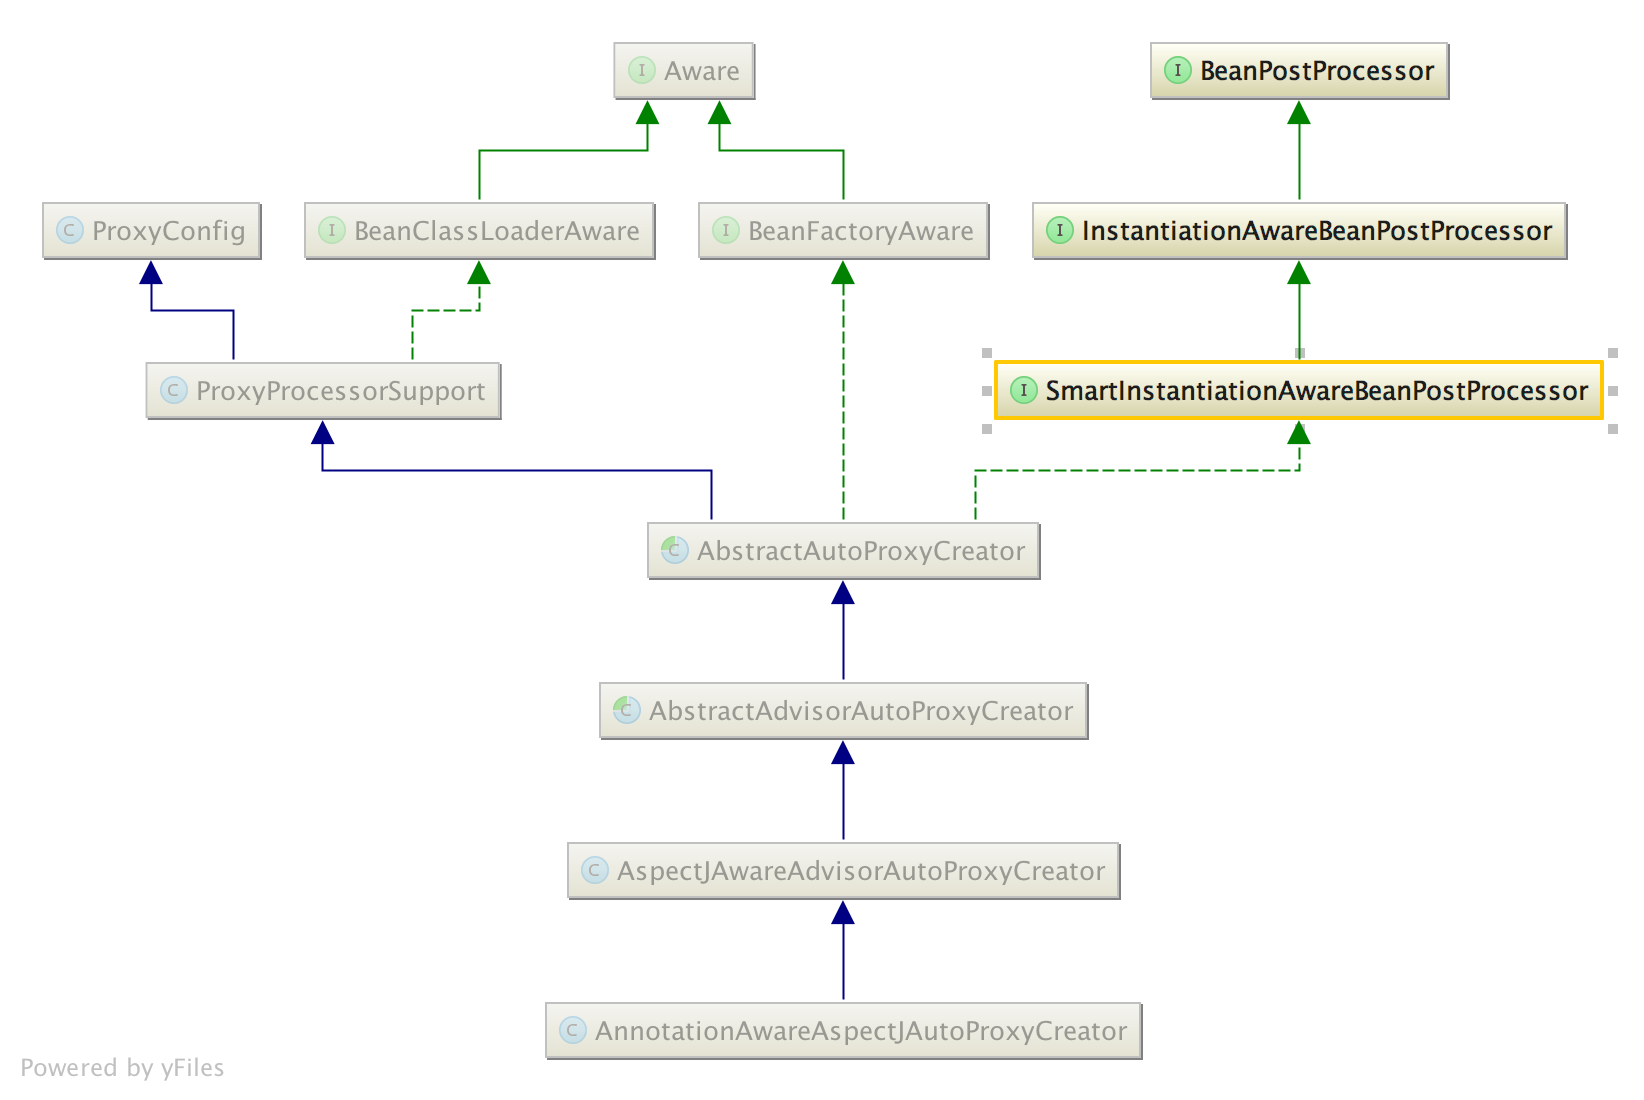 I Aware
I BeanPostProcessor
C ProxyConfig
I BeanClassLoaderAware
I BeanFactoryAware
I InstantiationAwareBeanPostProcessor
C ProxyProcessorSupport
I SmartInstantiationAwareBeanPostProcessor
C AbstractAutoProxyCreator
C AbstractAdvisorAutoProxyCreator
C AspectJAwareAdvisorAutoProxyCreator
C AnnotationAwareAspectJAutoProxyCreator
Powered by yFiles